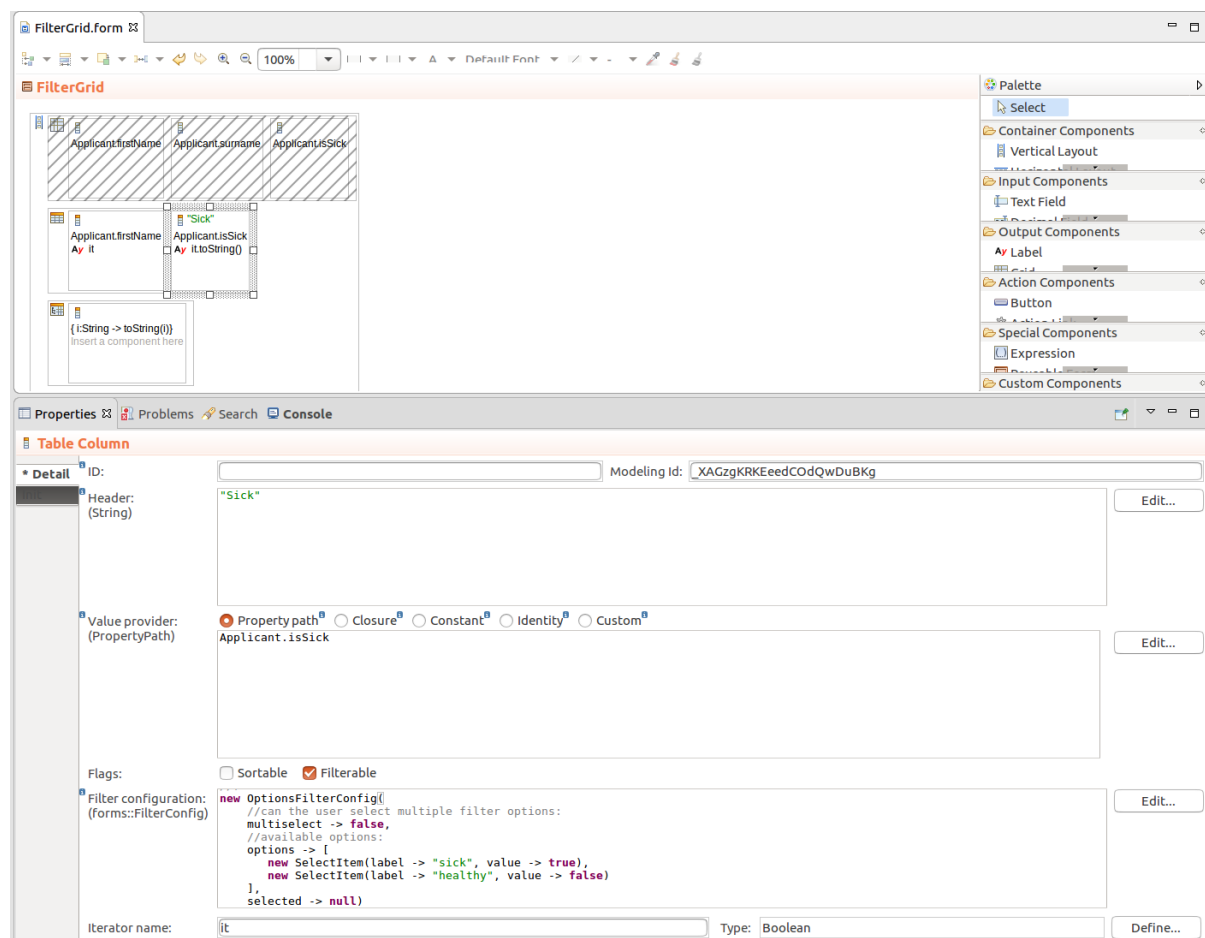 FilterGrid.form
100%
A
Default Font
FilterGrid
Palette
Select
Container Components
Vertical Layout
Input Components
Text Field
Output Components
Ay Label
Action Components
Button
Special Components
Expression
Custom Components
Applicant.firstName
Applicant.surname
Applicant.isSick
"Sick"
Applicant.firstName
Applicant.isSick
Ay it
Ay it.toString()
{ i:String -> toString(i)}
Insert a component here
Properties
Problems
Search
Console
Table Column
* Detail
ID:
Modeling Id:
_XAGzgKRKEeedCOdQwDuBKg
Header:
(String)
"Sick"
Edit...
Value provider:
(PropertyPath)
Property path
Closure
Constant
Identity
Custom
Applicant.isSick
Edit...
Flags:
Sortable
Filterable
Filter configuration:
(forms::FilterConfig)
new OptionsFilterConfig(
//can the user select multiple filter options:
multiselect -> false,
//available options:
options -> [
new SelectItem(label -> "sick", value -> true),
new SelectItem(label -> "healthy", value -> false)
],
selected -> null)
Edit...
Iterator name:
it
Type:
Boolean
Define...